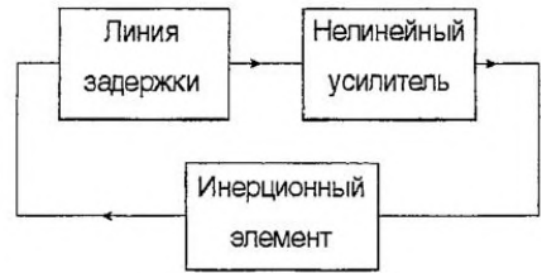 Линия
задержки
Нелинейный
усилитель
Инерционный
элемент